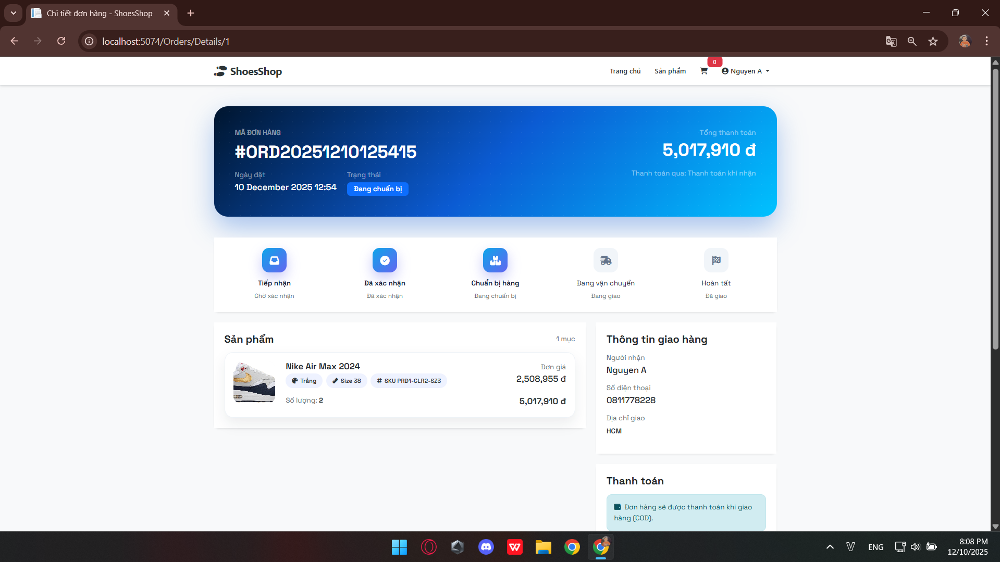 Chi tiết đơn hàng - ShoesShop
localhost:5074/Orders/Details/1
ShoesShop
Trang chủ
Sản phẩm
0
Nguyen A
MÃ ĐƠN HÀNG
#ORD20251210125415
Ngày đặt
10 December 2025 12:54
Trạng thái
Đang chuẩn bị
Tổng thanh toán
5,017,910 đ
Thanh toán qua: Thanh toán khi nhận
Tiếp nhận
Chờ xác nhận
Đã xác nhận
Đã xác nhận
Chuẩn bị hàng
Đang chuẩn bị
Đang vận chuyển
Đang giao
Hoàn tất
Đã giao
Sản phẩm
1 mục
Nike Air Max 2024
Trắng
Size 38
# SKU PRD1-CLR2-SZ3
Số lượng: 2
Đơn giá
2,508,955 đ
5,017,910 đ
Thông tin giao hàng
Người nhận
Nguyen A
Số điện thoại
0811778228
Địa chỉ giao
HCM
Thanh toán
Đơn hàng sẽ được thanh toán khi giao
hàng (COD).
ENG
8:08 PM
12/10/2025